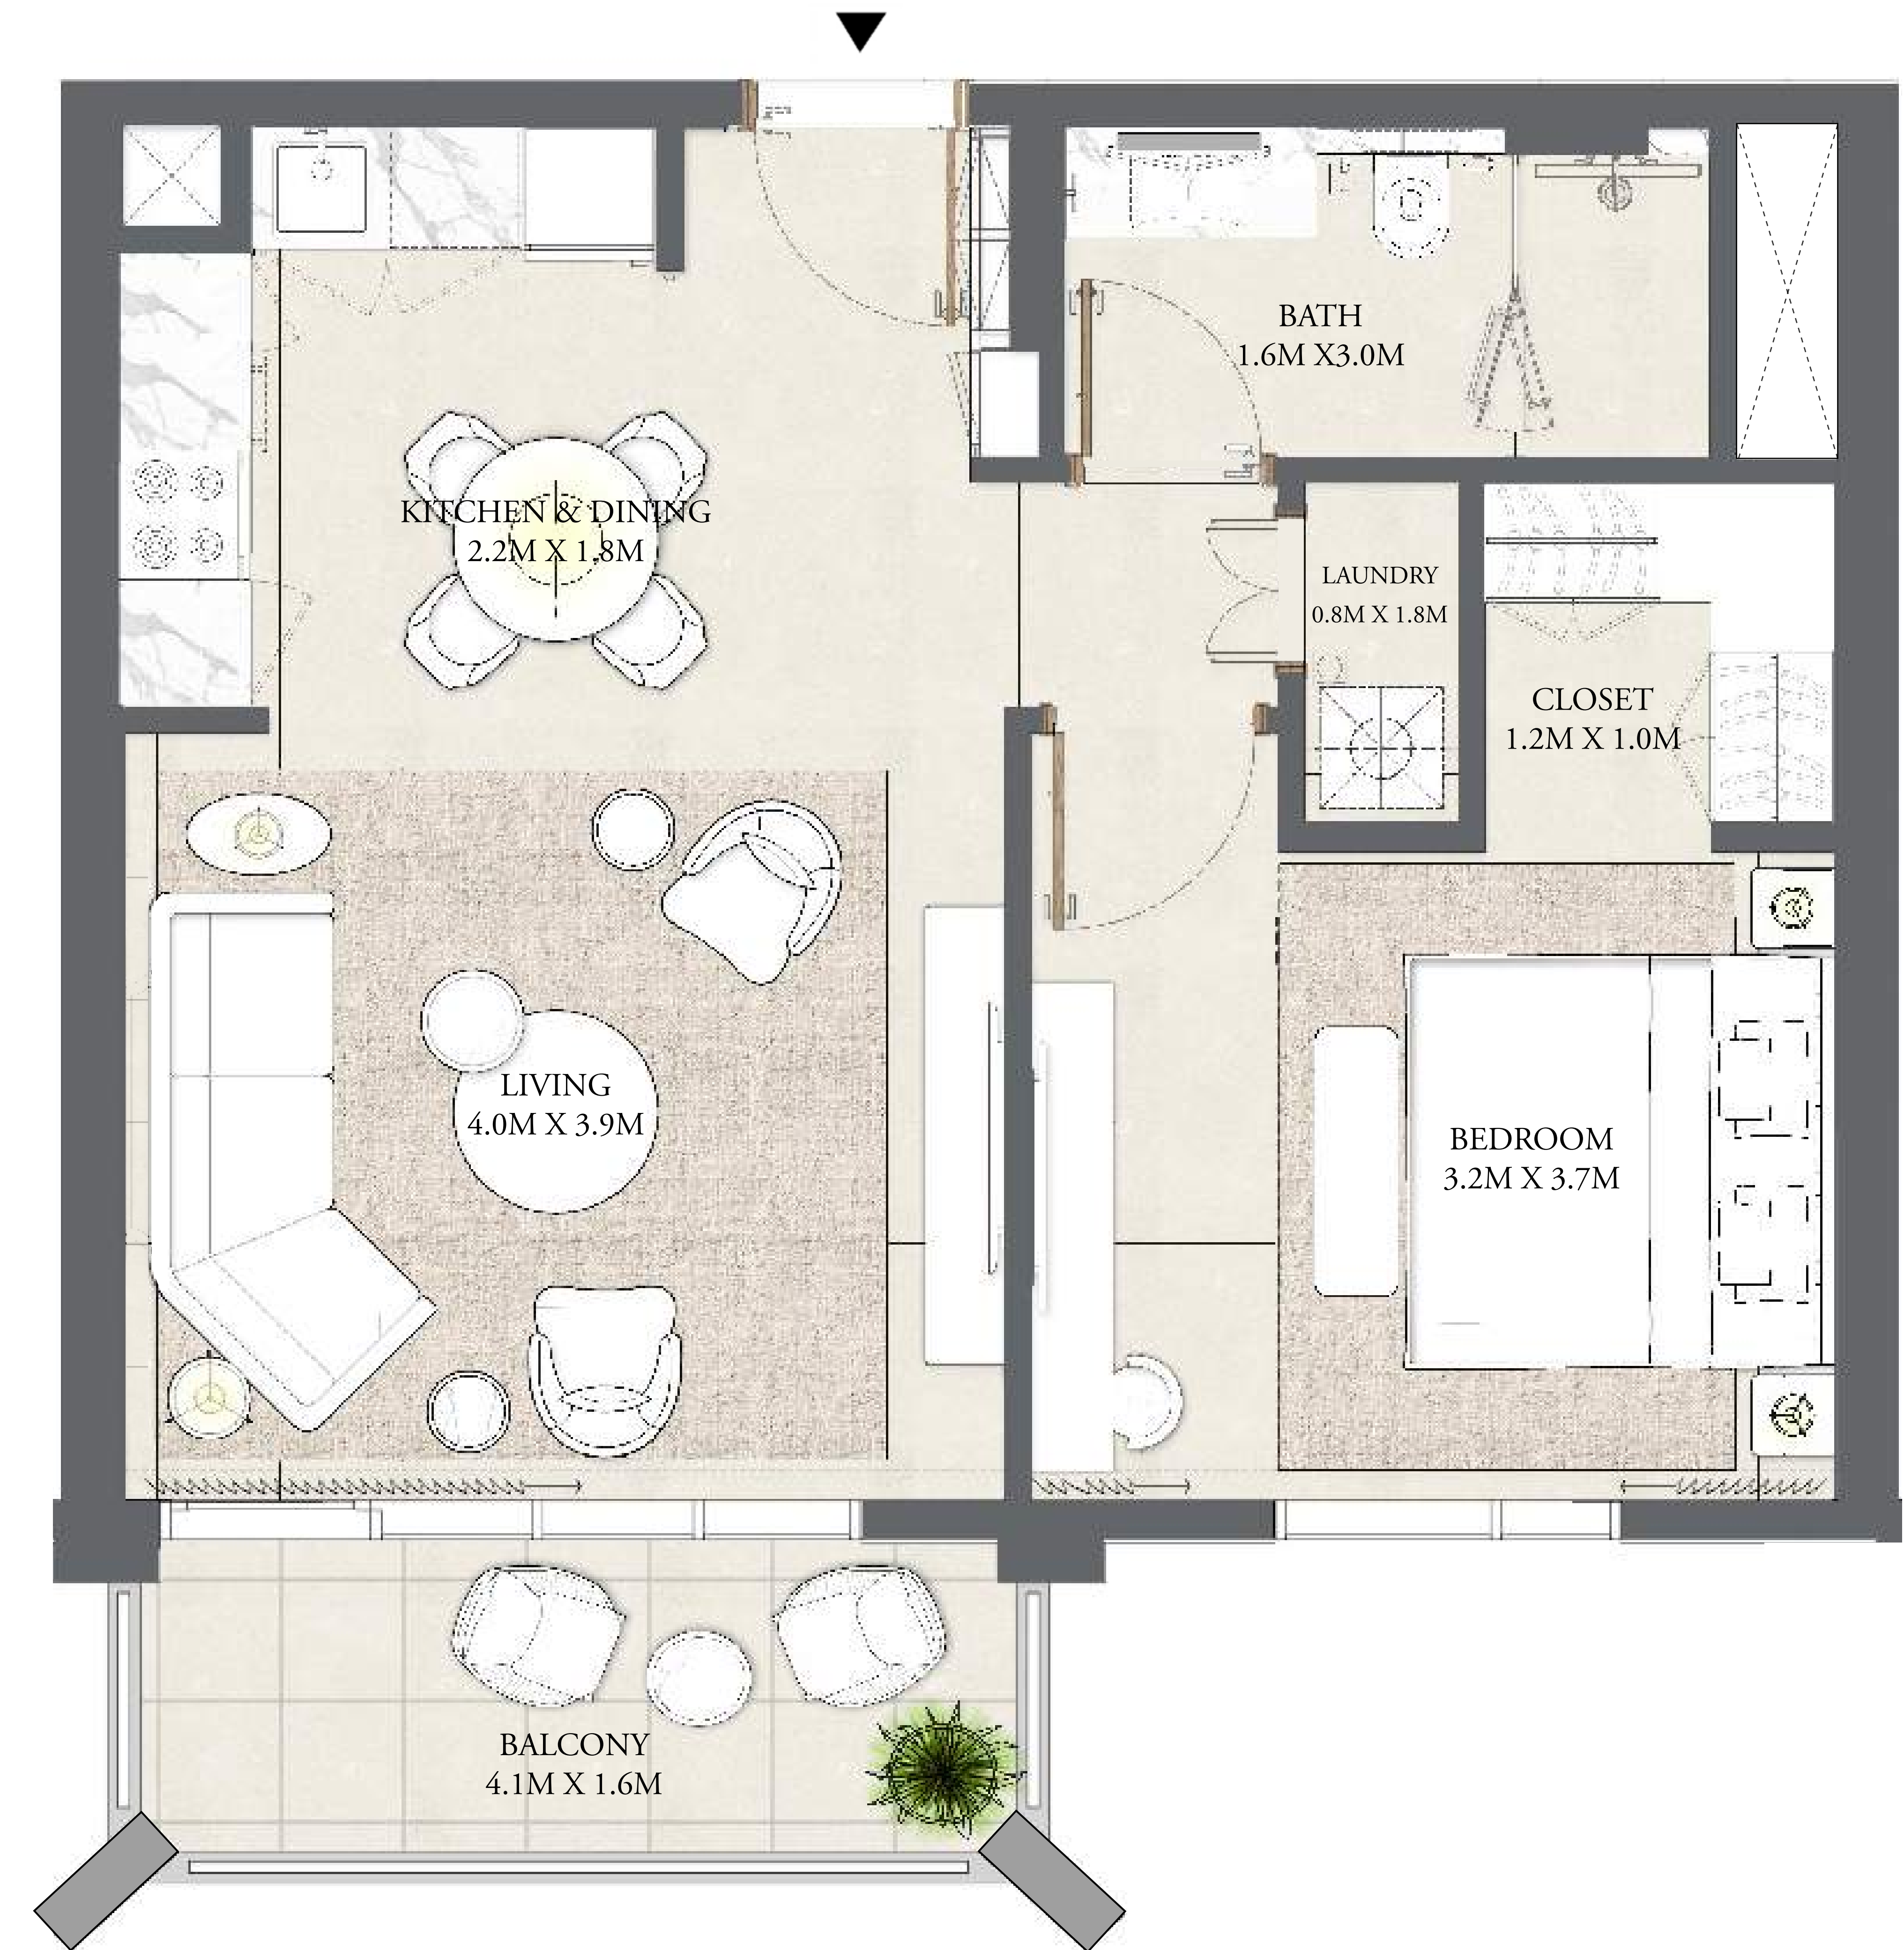 BATH
1.6M X3.0M
KITCHEN & DINING
2.2M X 1.8M
LAUNDRY
0.8M X 1.8M
CLOSET
1.2M X 1.0M
LIVING
4.0M X 3.9M
BEDROOM
3.2M X 3.7M
BALCONY
4.1M X 1.6M